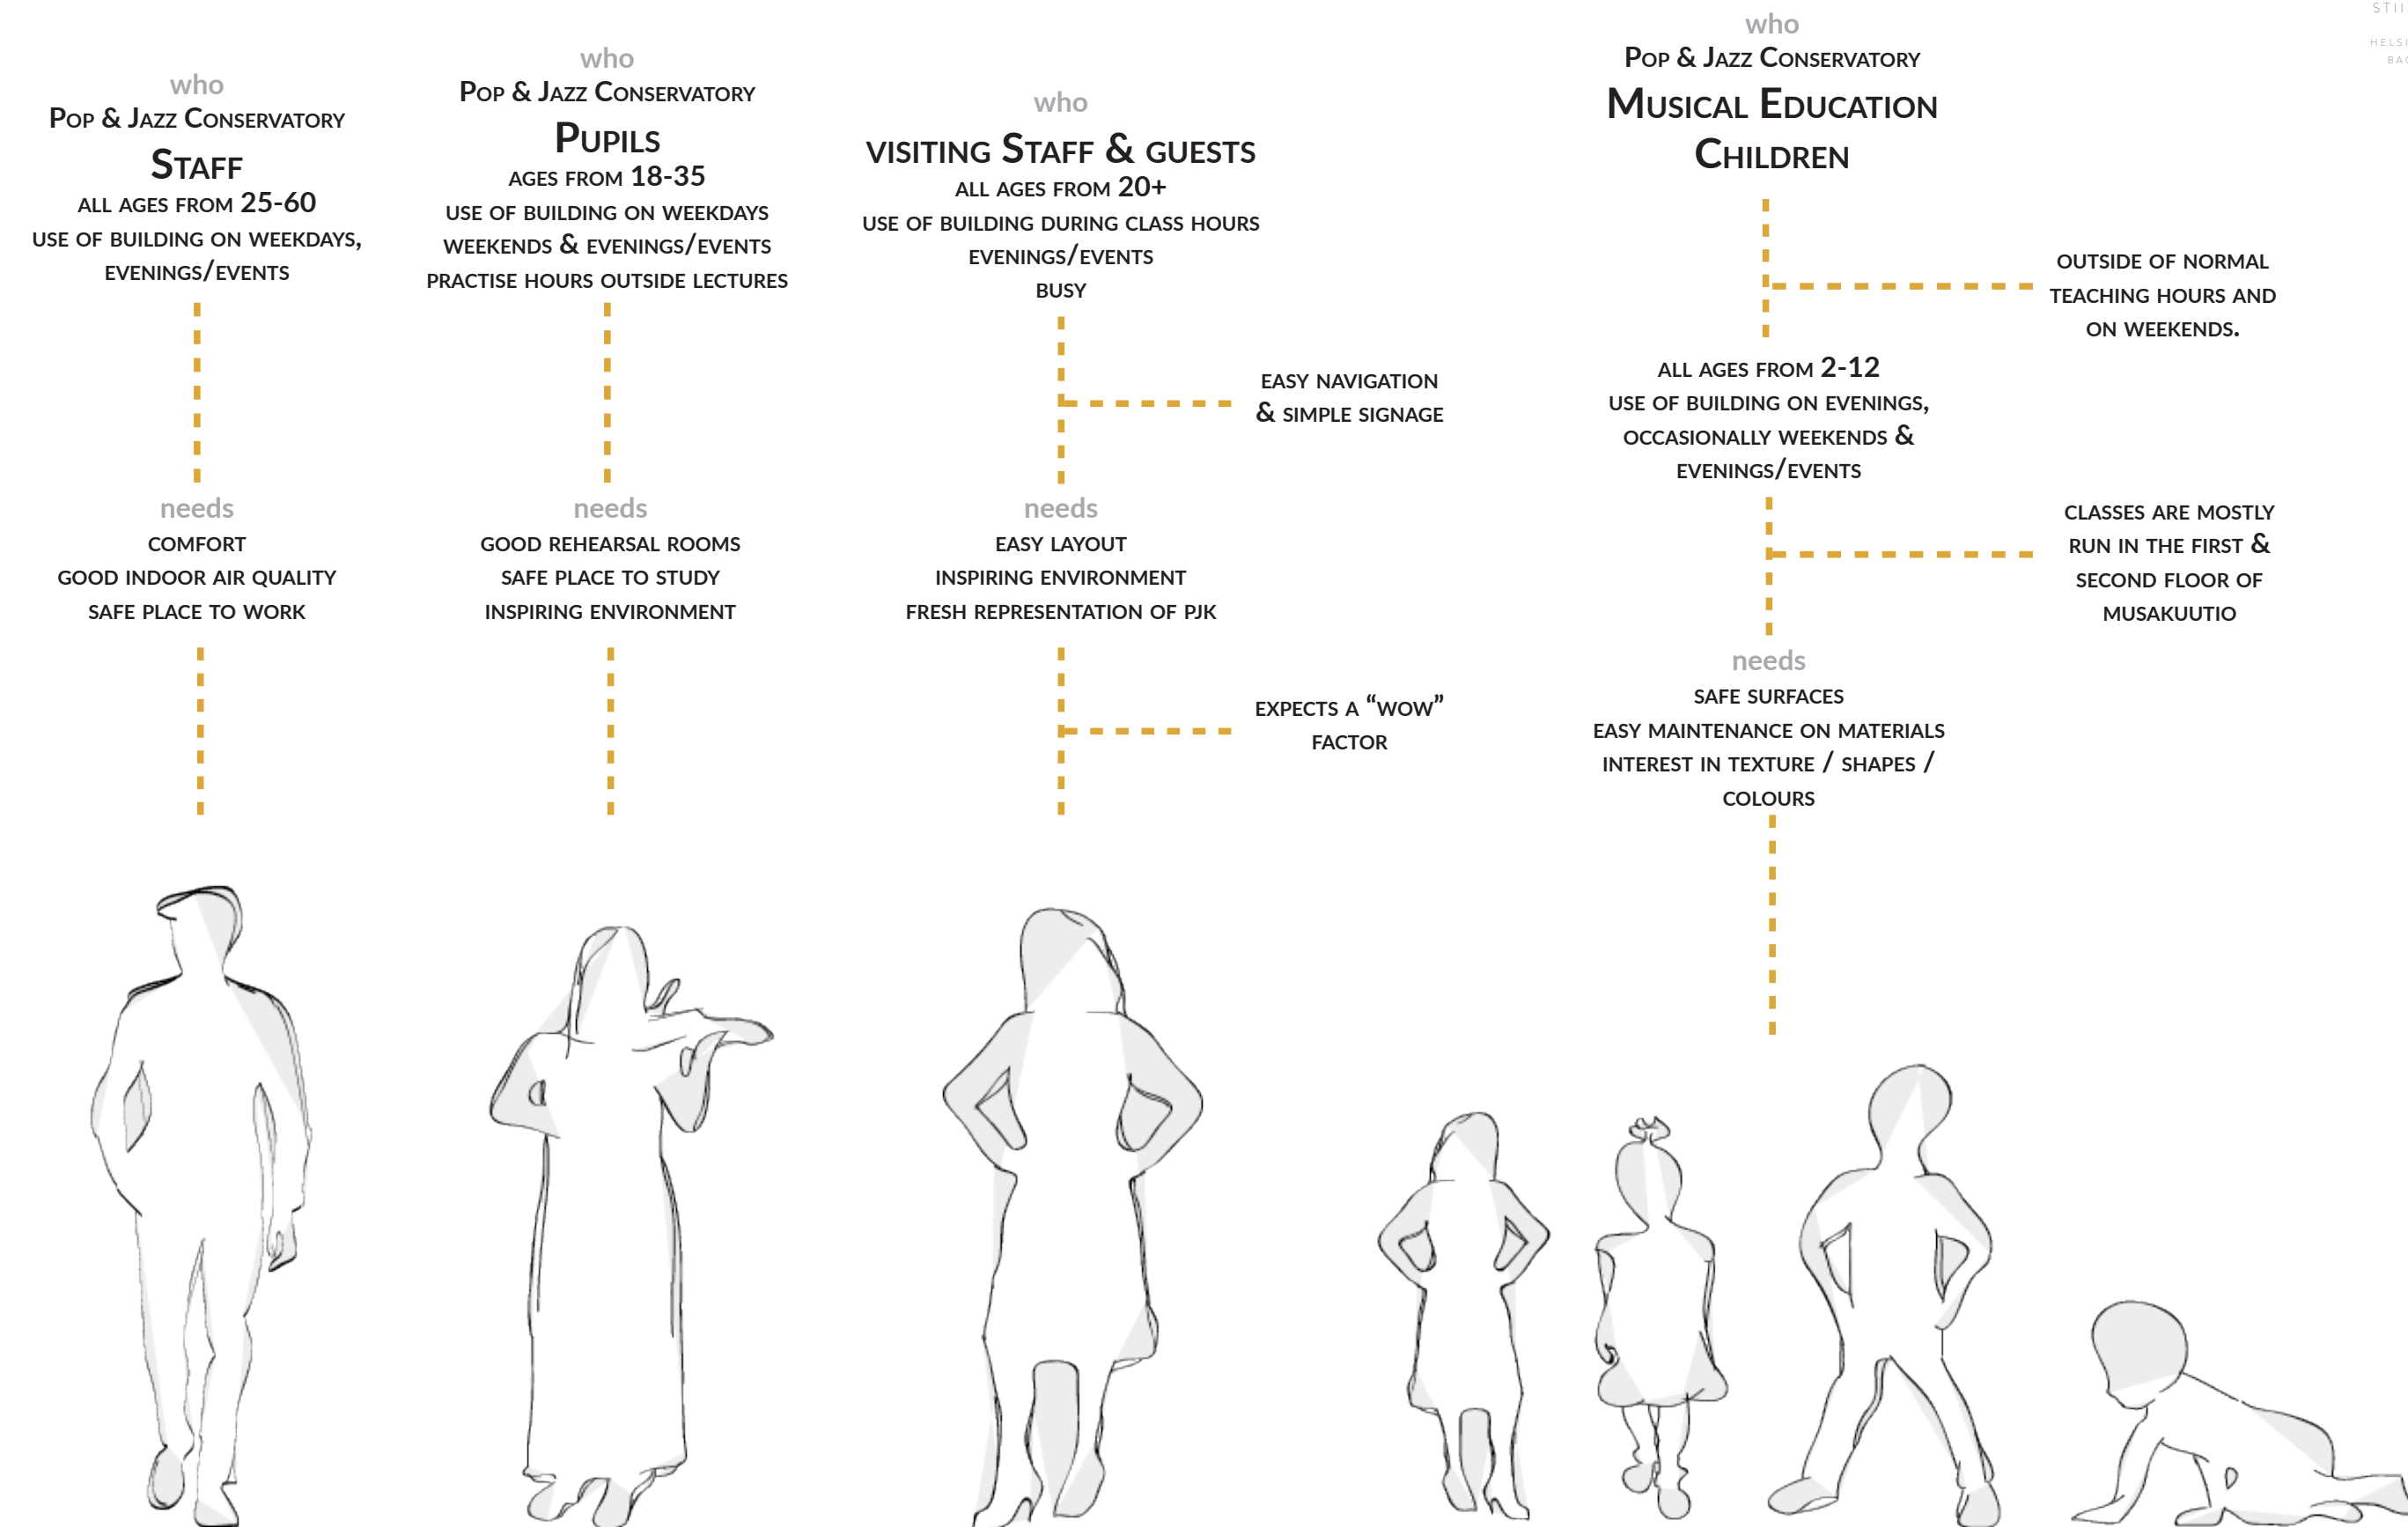 who
Pop & Jazz Conservatory
Staff
all ages from 25-60
use of building on weekdays,
evenings/events
needs
comfort
good indoor air quality
safe place to work
who
Pop & Jazz Conservatory
Pupils
ages from 18-35
use of building on weekdays
weekends & evenings/events
practise hours outside lectures
needs
good rehearsal rooms
safe place to study
inspiring environment
who
visiting Staff & guests
all ages from 20+
use of building during class hours
evenings/events
busy
easy navigation
& simple signage
needs
easy layout
inspiring environment
fresh representation of pjk
expects a “wow”
factor
who
Pop & Jazz Conservatory
Musical Education
Children
outside of normal
teaching hours and
on weekends.
all ages from 2-12
use of building on evenings,
occasionally weekends &
evenings/events
classes are mostly
run in the first &
second floor of
musakuutio
needs
safe surfaces
easy maintenance on materials
interest in texture / shapes /
colours